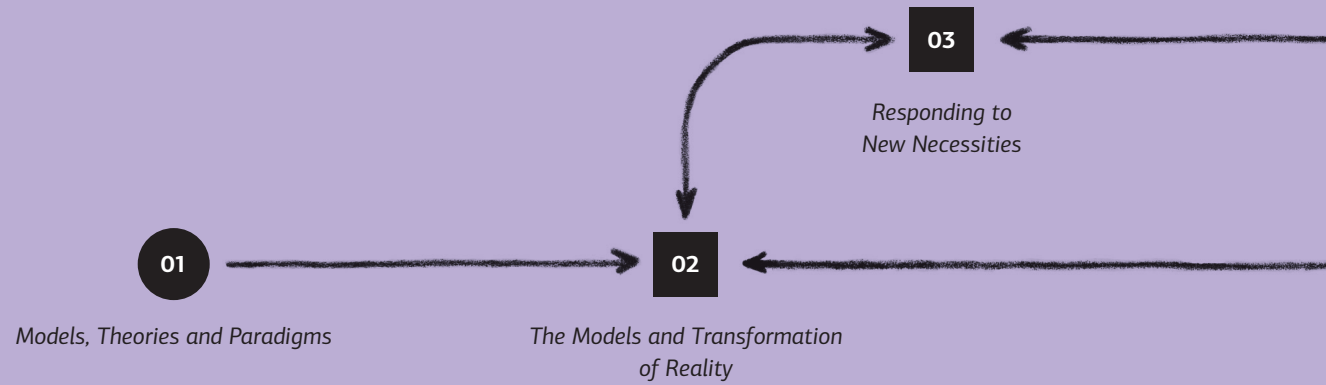 03
Responding to
New Necessities
01
02
Models, Theories and Paradigms
The Models and Transformation
of Reality